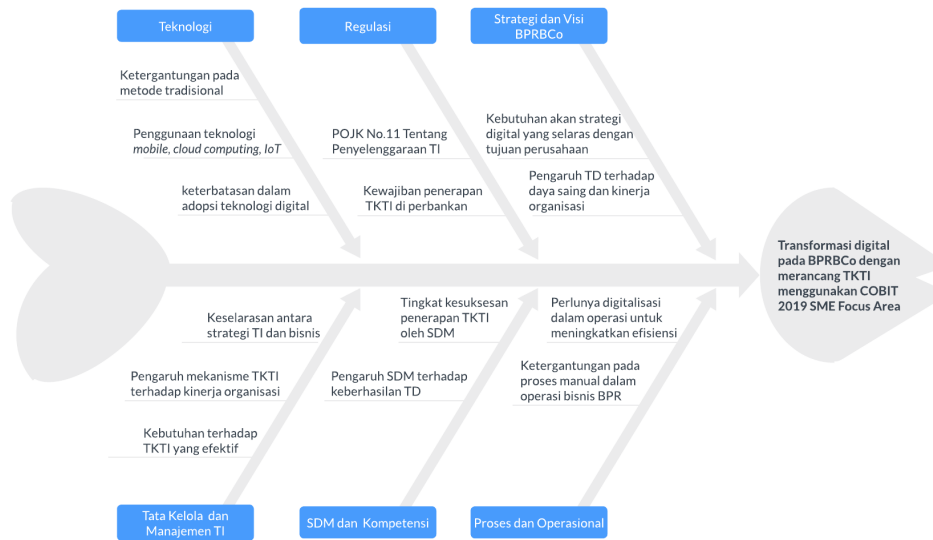 Teknologi
Regulasi
Strategi dan Visi
BPRBCo
Ketergantungan pada
metode tradisional
Penggunaan teknologi
mobile, cloud computing, IoT
keterbatasan dalam
adopsi teknologi digital
POJK No.11 Tentang
Penyelenggaraan TI
Kewajiban penerapan
TKTI di perbankan
Kebutuhan akan strategi
digital yang selaras dengan
tujuan perusahaan
Pengaruh TD terhadap
daya saing dan kinerja
organisasi
Transformasi digital
pada BPRBCo dengan
merancang TKTI
menggunakan COBIT
2019 SME Focus Area
Keselarasan antara
strategi TI dan bisnis
Pengaruh mekanisme TKTI
terhadap kinerja organisasi
Kebutuhan terhadap
TKTI yang efektif
Tingkat kesuksesan
penerapan TKTI
oleh SDM
Pengaruh SDM terhadap
keberhasilan TD
Perlunya digitalisasi
dalam operasi untuk
meningkatkan efisiensi
Ketergantungan pada
proses manual dalam
operasi bisnis BPR
Tata Kelola dan
Manajemen TI
SDM dan Kompetensi
Proses dan Operasional